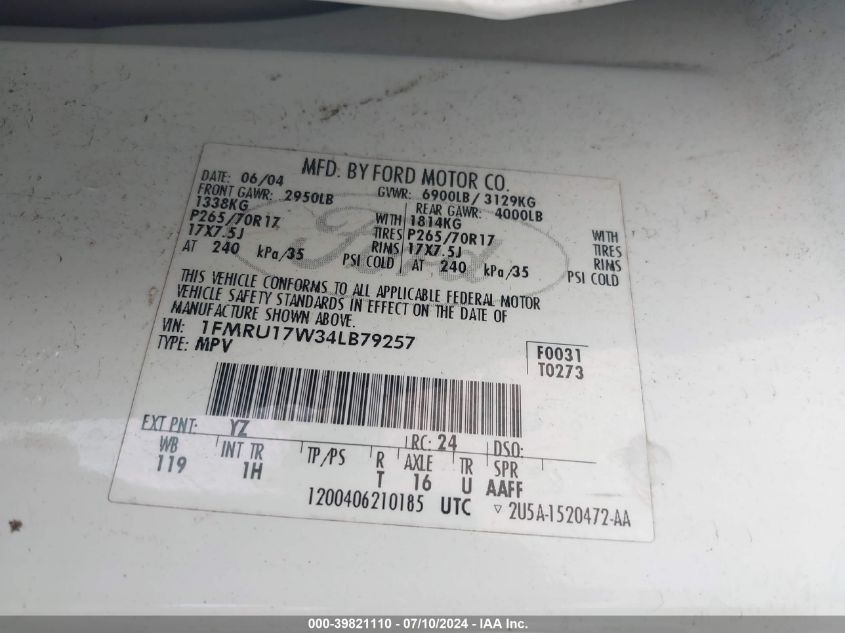 MFD. BY FORD MOTOR CO.
DATE: 06/04 GVWR: 6900LB/ 3129KG
FRONT GAWR: 2950LB REAR GAWR: 4000LB
1338KG WITH 1814KG WITH
P265/70R17 TIRES P265/70R17 TIRES
17X7.5J RIMS 17X7.5J RIMS
AT 240 kPa/35 PSI COLD AT 240 kPa/35 PSI COLD
THIS VEHICLE CONFORMS TO ALL APPLICABLE FEDERAL MOTOR
VEHICLE SAFETY STANDARDS IN EFFECT ON THE DATE OF
MANUFACTURE SHOWN ABOVE.
VIN: 1FMRU17W34LB79257
TYPE: MPV
F0031
T0273
EXT PNT: YZ RC: 24 DSO:
WB INT TR TP/PS R AXLE TR SPR
119 1H T 16 U AAFF
1200406210185 UTC ▽ 2U5A-1520472-AA
Ford
000-39821110 - 07/10/2024 - IAA Inc.